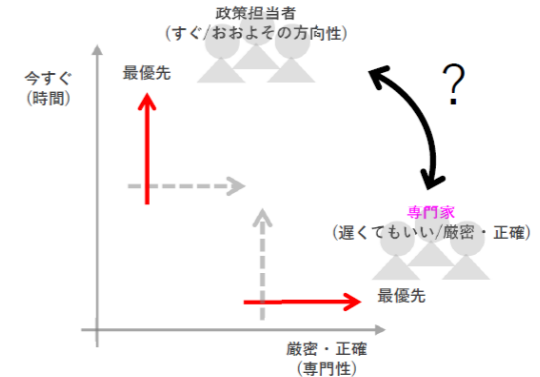 政策担当者
(すぐ/おおよその方向性)
今すぐ
(時間)
最優先
?
専門家
(遅くてもいい/厳密・正確)
最優先
厳密・正確
(専門性)